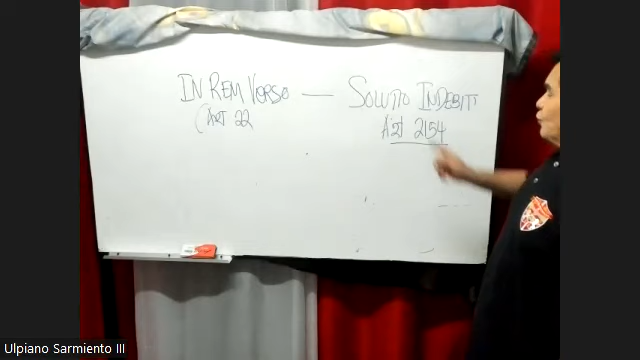 IN REM VERSO — SOLUTIO INDEBITI
(Art 22
Art 2154
Ulpiano Sarmiento III